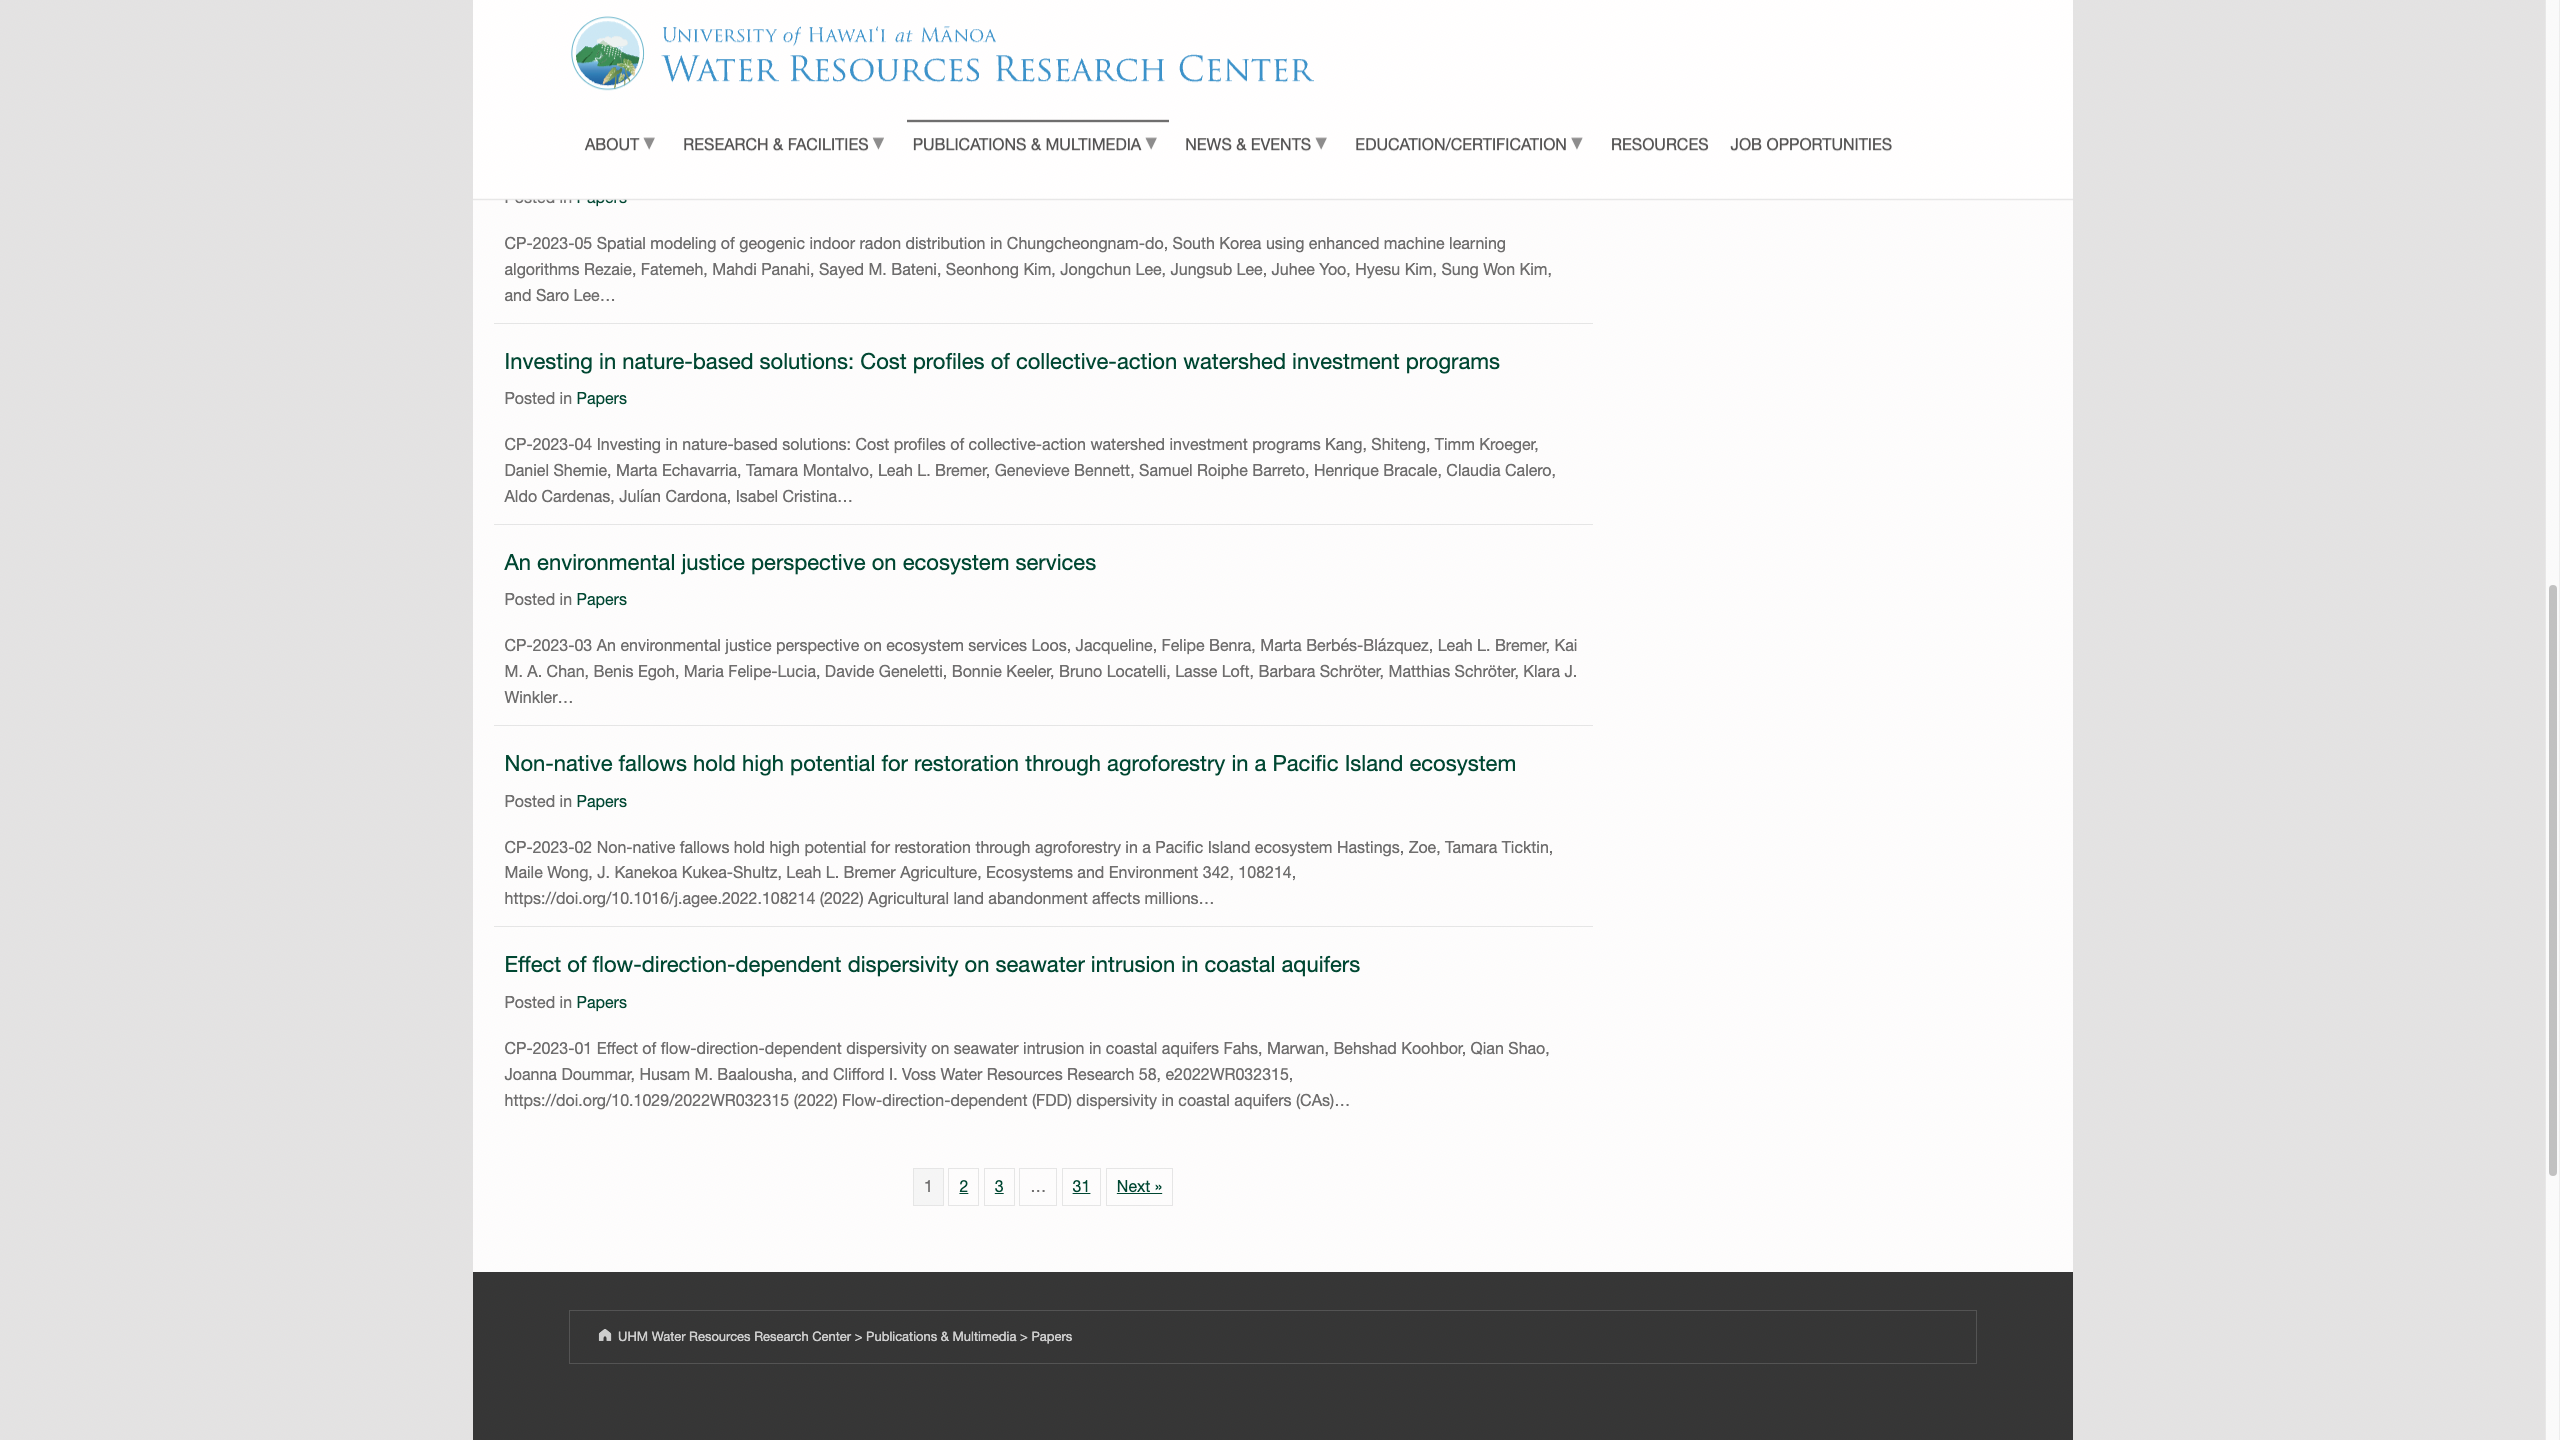 University of Hawaiʻi at Mānoa
Water Resources Research Center
ABOUT ▼ RESEARCH & FACILITIES ▼ PUBLICATIONS & MULTIMEDIA ▼ NEWS & EVENTS ▼ EDUCATION/CERTIFICATION ▼ RESOURCES JOB OPPORTUNITIES
Posted in Papers
CP-2023-05 Spatial modeling of geogenic indoor radon distribution in Chungcheongnam-do, South Korea using enhanced machine learning
algorithms Rezaie, Fatemeh, Mahdi Panahi, Sayed M. Bateni, Seonhong Kim, Jongchun Lee, Jungsub Lee, Juhee Yoo, Hyesu Kim, Sung Won Kim,
and Saro Lee…
Investing in nature-based solutions: Cost profiles of collective-action watershed investment programs
Posted in Papers
CP-2023-04 Investing in nature-based solutions: Cost profiles of collective-action watershed investment programs Kang, Shiteng, Timm Kroeger,
Daniel Shemie, Marta Echavarria, Tamara Montalvo, Leah L. Bremer, Genevieve Bennett, Samuel Roiphe Barreto, Henrique Bracale, Claudia Calero,
Aldo Cardenas, Julían Cardona, Isabel Cristina…
An environmental justice perspective on ecosystem services
Posted in Papers
CP-2023-03 An environmental justice perspective on ecosystem services Loos, Jacqueline, Felipe Benra, Marta Berbés-Blázquez, Leah L. Bremer, Kai
M. A. Chan, Benis Egoh, Maria Felipe-Lucia, Davide Geneletti, Bonnie Keeler, Bruno Locatelli, Lasse Loft, Barbara Schröter, Matthias Schröter, Klara J.
Winkler…
Non-native fallows hold high potential for restoration through agroforestry in a Pacific Island ecosystem
Posted in Papers
CP-2023-02 Non-native fallows hold high potential for restoration through agroforestry in a Pacific Island ecosystem Hastings, Zoe, Tamara Ticktin,
Maile Wong, J. Kanekoa Kukea-Shultz, Leah L. Bremer Agriculture, Ecosystems and Environment 342, 108214,
https://doi.org/10.1016/j.agee.2022.108214 (2022) Agricultural land abandonment affects millions…
Effect of flow-direction-dependent dispersivity on seawater intrusion in coastal aquifers
Posted in Papers
CP-2023-01 Effect of flow-direction-dependent dispersivity on seawater intrusion in coastal aquifers Fahs, Marwan, Behshad Koohbor, Qian Shao,
Joanna Doummar, Husam M. Baalousha, and Clifford I. Voss Water Resources Research 58, e2022WR032315,
https://doi.org/10.1029/2022WR032315 (2022) Flow-direction-dependent (FDD) dispersivity in coastal aquifers (CAs)…
1 2 3 … 31 Next »
UHM Water Resources Research Center > Publications & Multimedia > Papers